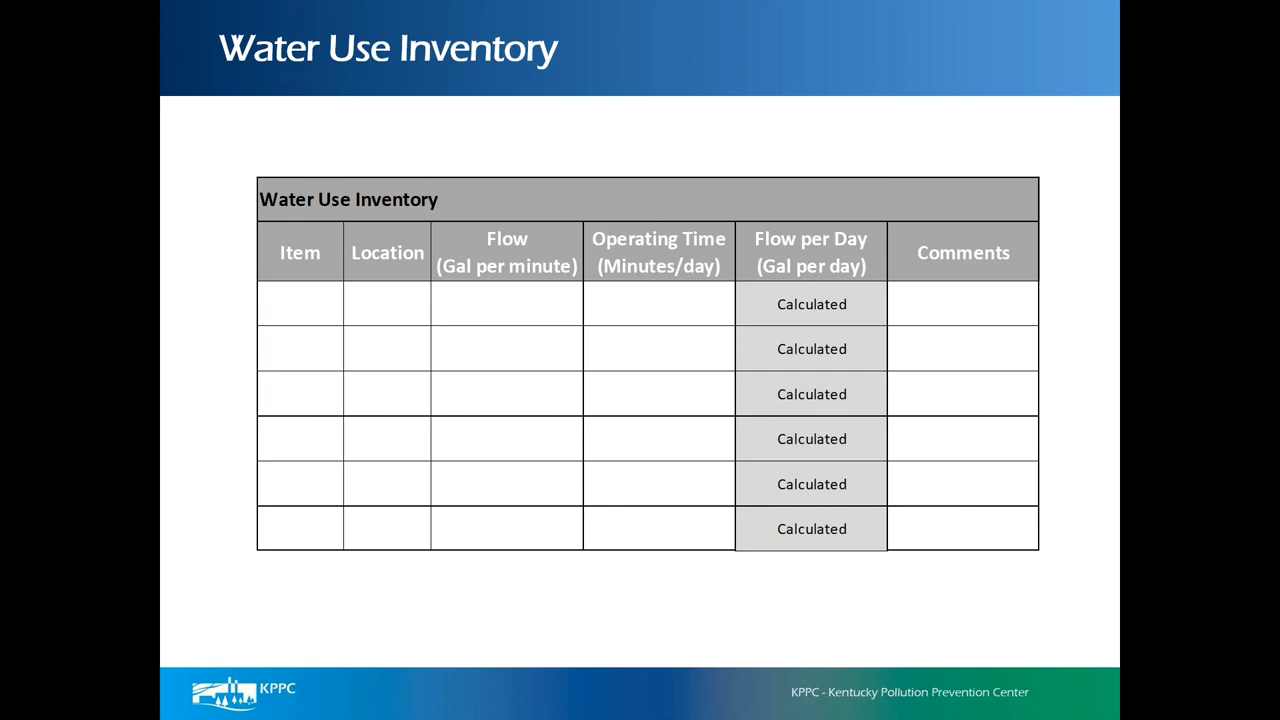 Water Use Inventory
Water Use Inventory
Item
Location
Flow
(Gal per minute)
Operating Time
(Minutes/day)
Flow per Day
(Gal per day)
Comments
Calculated
Calculated
Calculated
Calculated
Calculated
Calculated
KPPC
KPPC - Kentucky Pollution Prevention Center